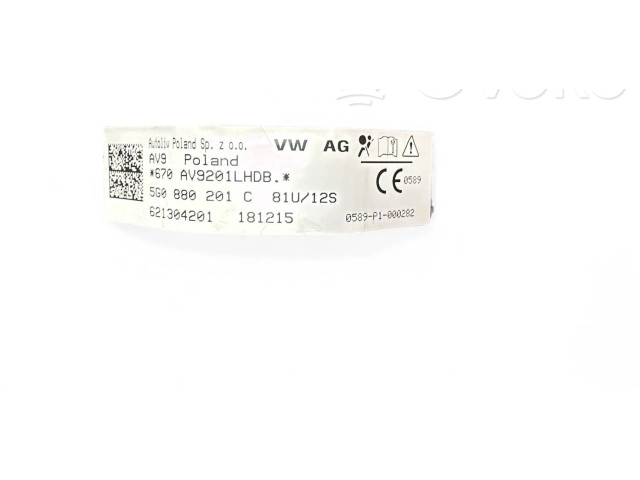 Autoliv Poland Sp. z o.o. VW AG
AV9 Poland
*670 AV9201LHDB.*
5G0 880 201 C 81U/12S
621304201 181215
CE 0589
0589-P1-000282